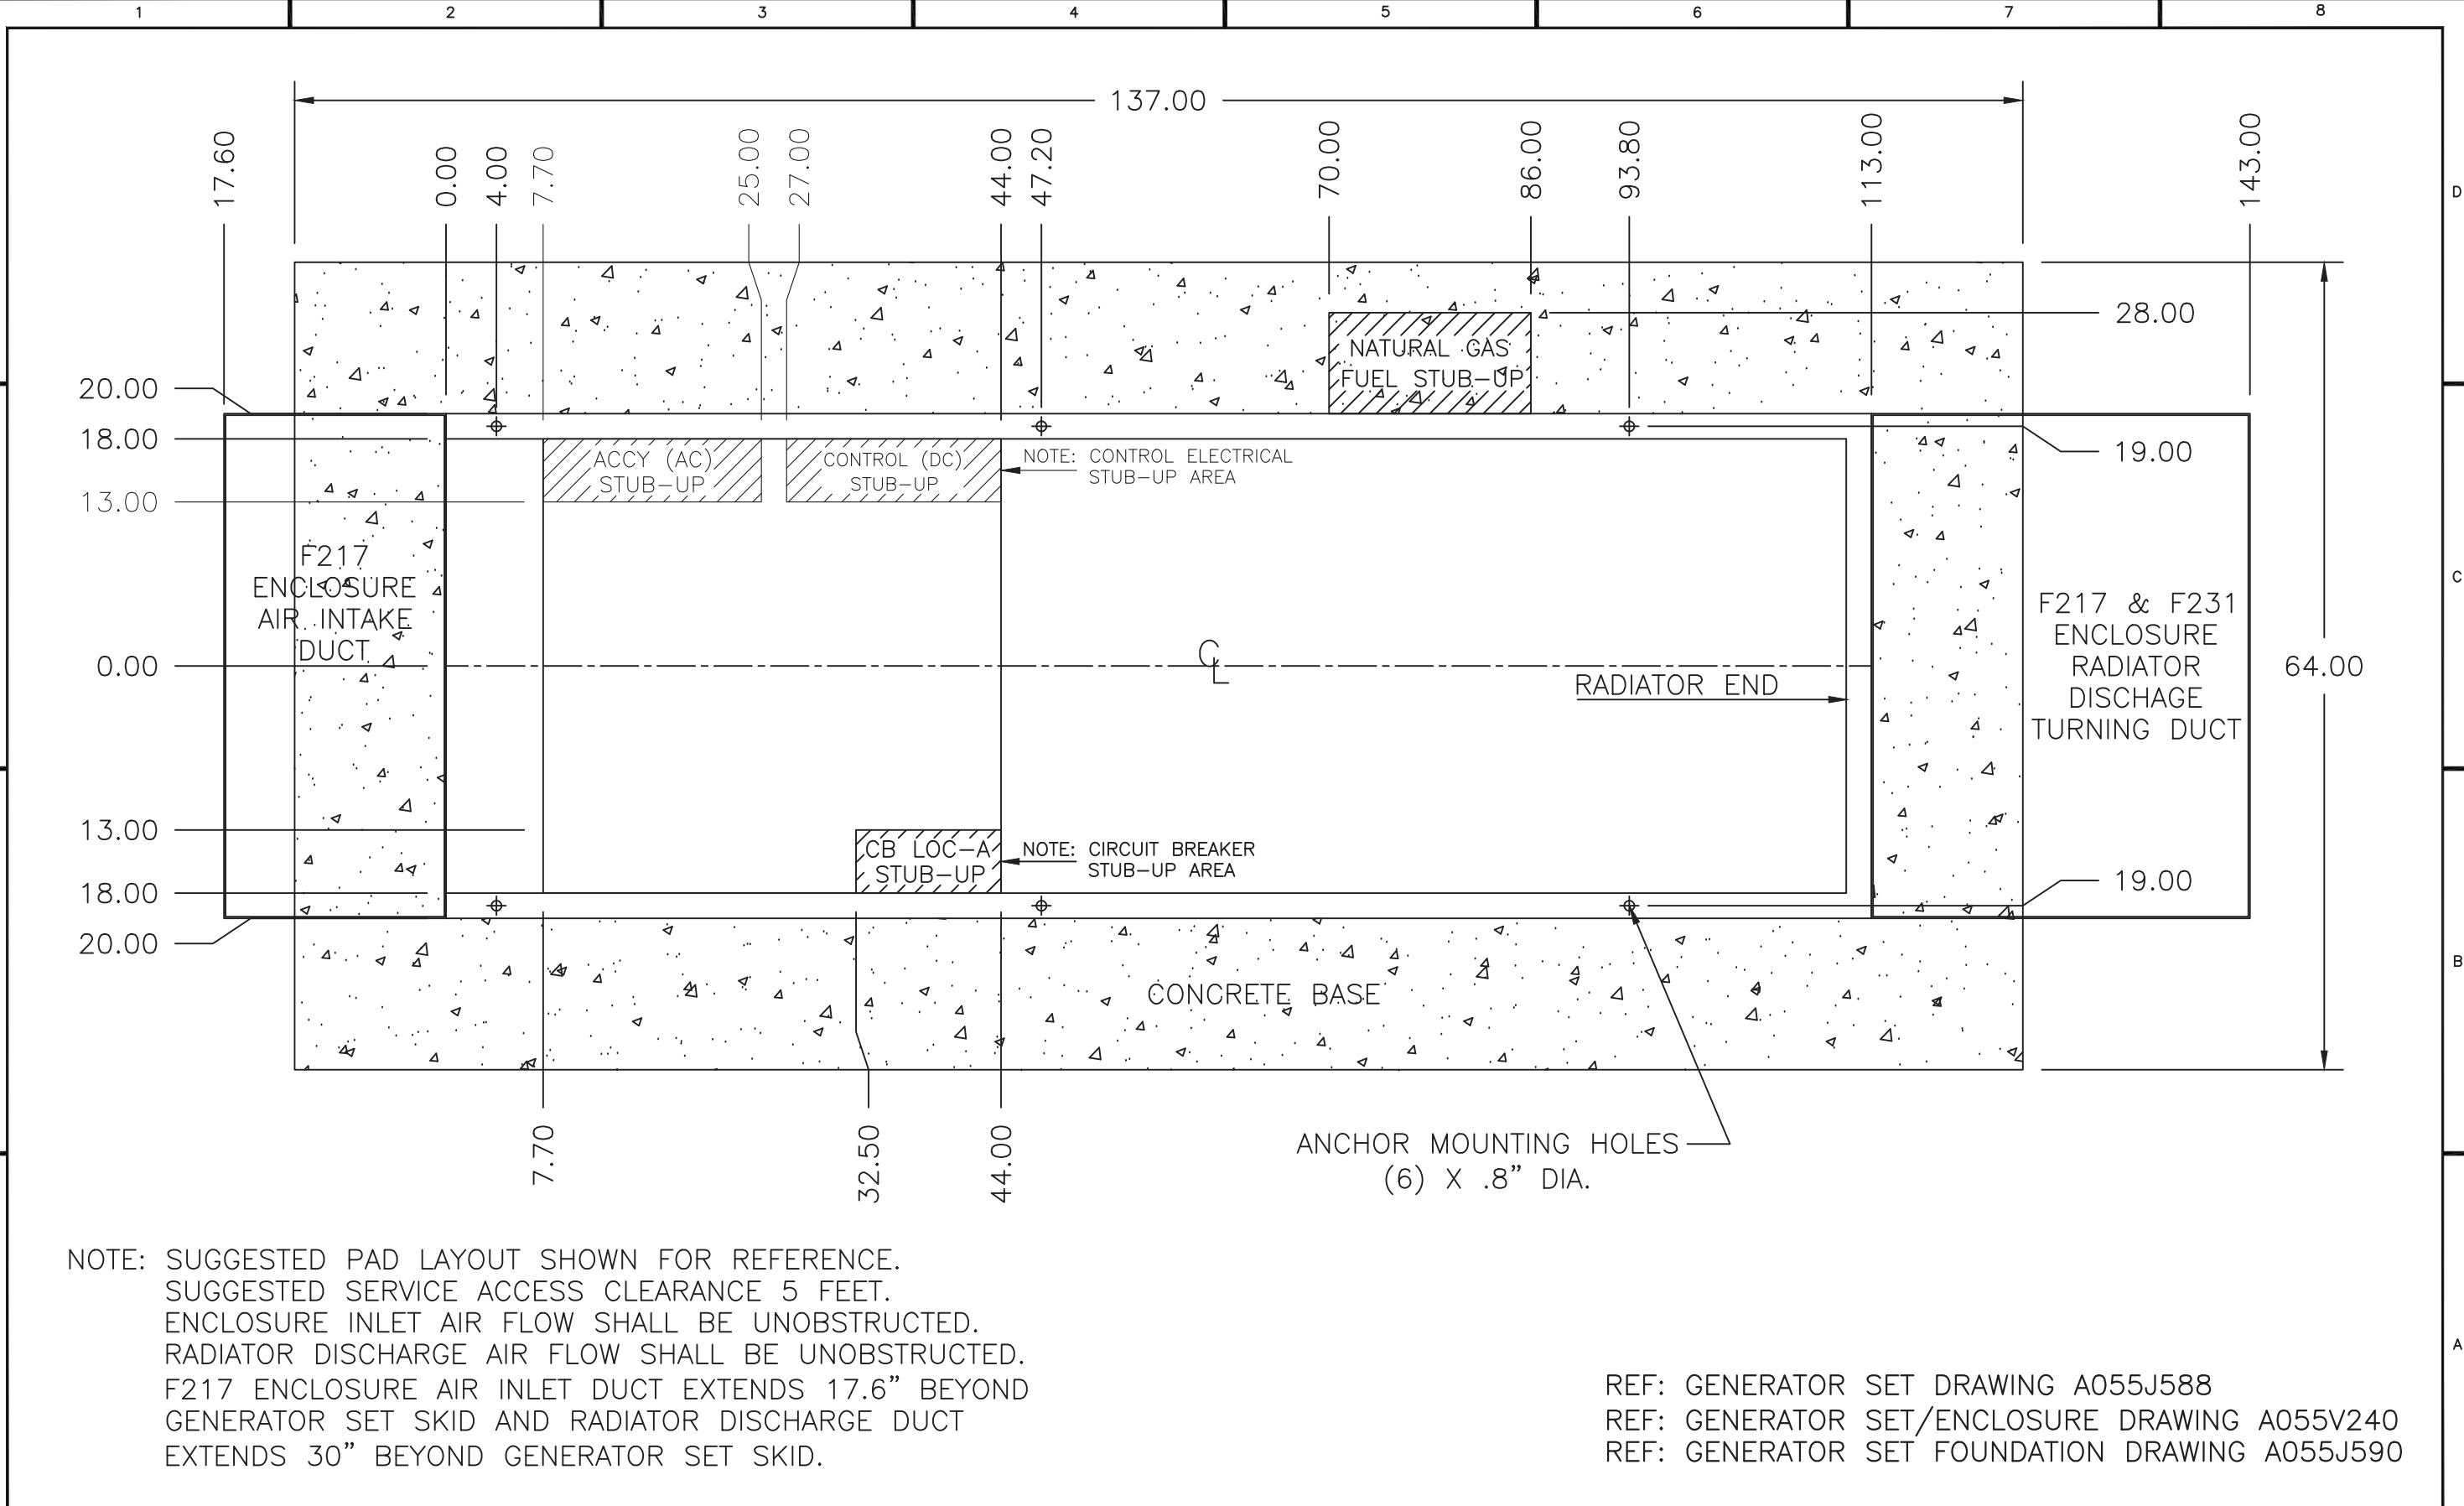 1 2 3 4 5 6 7 8
137.00
17.60 0.00 4.00 7.70 25.00 27.00 44.00 47.20 70.00 86.00 93.80 113.00 143.00
D
28.00
NATURAL GAS
FUEL STUB-UP
20.00
18.00
19.00
ACCY (AC)
STUB-UP
CONTROL (DC)
STUB-UP
NOTE: CONTROL ELECTRICAL
STUB-UP AREA
13.00
F217
ENCLOSURE
AIR INTAKE
DUCT
C
F217 & F231
ENCLOSURE
RADIATOR
DISCHAGE
TURNING DUCT
0.00
CL
64.00
RADIATOR END
13.00
CB LOC-A
STUB-UP
NOTE: CIRCUIT BREAKER
STUB-UP AREA
18.00
19.00
20.00
B
CONCRETE BASE
7.70 32.50 44.00
ANCHOR MOUNTING HOLES
(6) X .8” DIA.
NOTE: SUGGESTED PAD LAYOUT SHOWN FOR REFERENCE.
SUGGESTED SERVICE ACCESS CLEARANCE 5 FEET.
ENCLOSURE INLET AIR FLOW SHALL BE UNOBSTRUCTED.
RADIATOR DISCHARGE AIR FLOW SHALL BE UNOBSTRUCTED.
F217 ENCLOSURE AIR INLET DUCT EXTENDS 17.6” BEYOND
GENERATOR SET SKID AND RADIATOR DISCHARGE DUCT
EXTENDS 30” BEYOND GENERATOR SET SKID.
A
REF: GENERATOR SET DRAWING A055J588
REF: GENERATOR SET/ENCLOSURE DRAWING A055V240
REF: GENERATOR SET FOUNDATION DRAWING A055J590